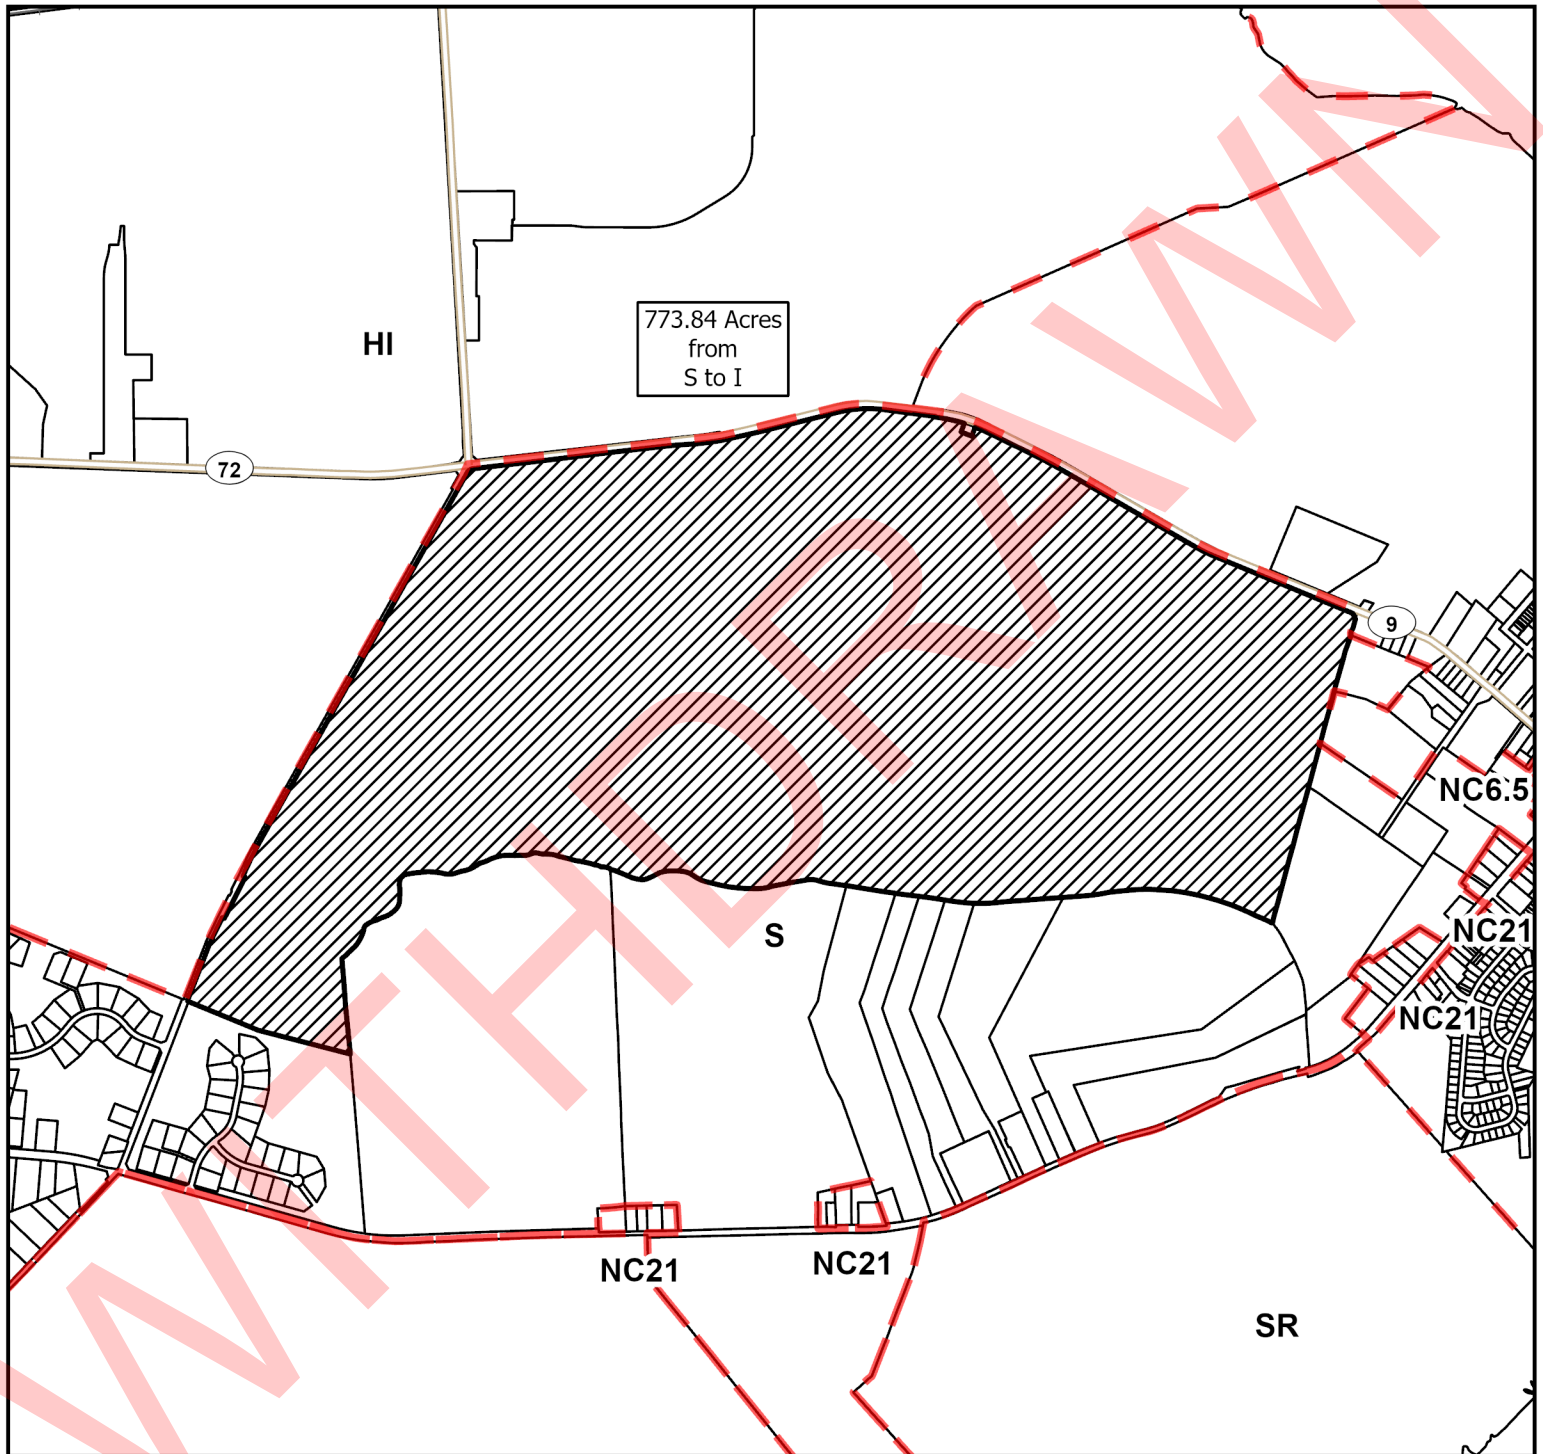 HI
773.84 Acres
from
S to I
72
9
NC6.5
NC21
S
NC21
NC21
NC21
SR
WITHDRAWN